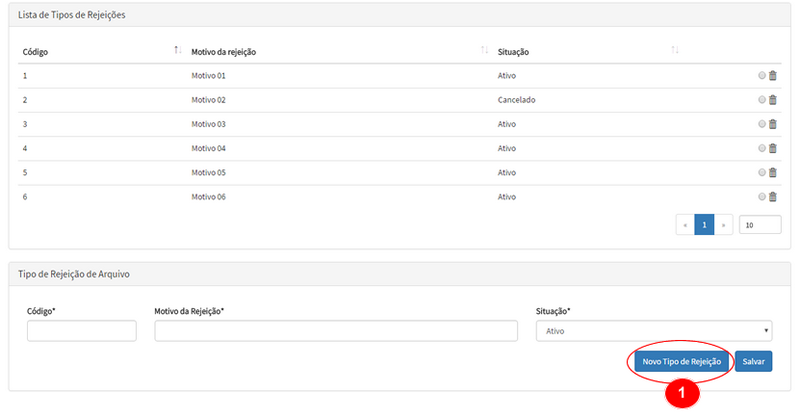 Lista de Tipos de Rejeições
Código Motivo da rejeição Situação
1 Motivo 01 Ativo
2 Motivo 02 Cancelado
3 Motivo 03 Ativo
4 Motivo 04 Ativo
5 Motivo 05 Ativo
6 Motivo 06 Ativo
« 1 » 10
Tipo de Rejeição de Arquivo
Código* Motivo da Rejeição* Situação*
Ativo
Novo Tipo de Rejeição Salvar
1